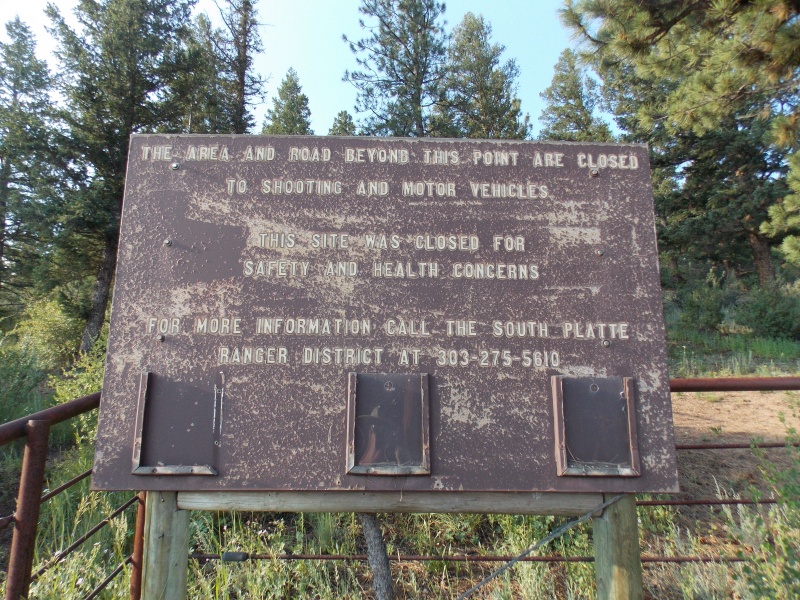 THE AREA AND ROAD BEYOND THIS POINT ARE CLOSED
TO SHOOTING AND MOTOR VEHICLES
THIS SITE WAS CLOSED FOR
SAFETY AND HEALTH CONCERNS
FOR MORE INFORMATION CALL THE SOUTH PLATTE
RANGER DISTRICT AT 303-275-5610